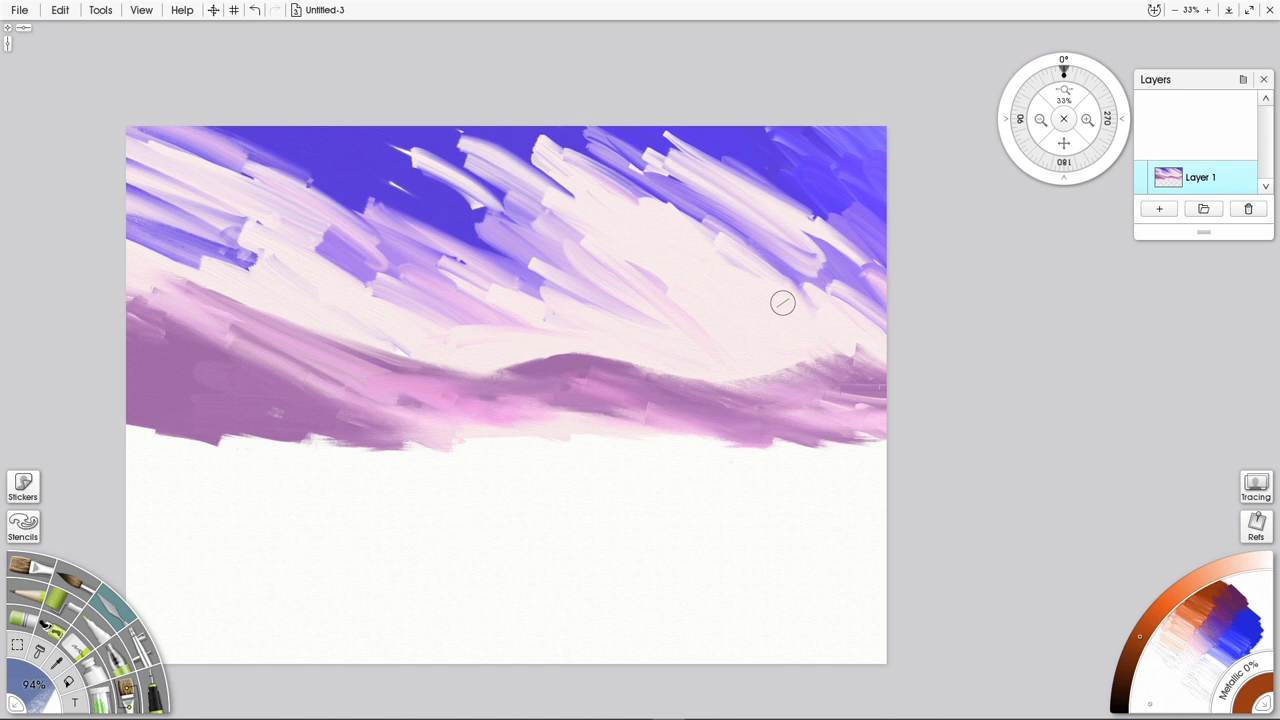 File Edit Tools View Help Untitled-3 33%
0°
Layers
33%
90 270
180
Layer 1
Stickers
Tracing
Stencils
Refs
94%
T
Metallic 0%